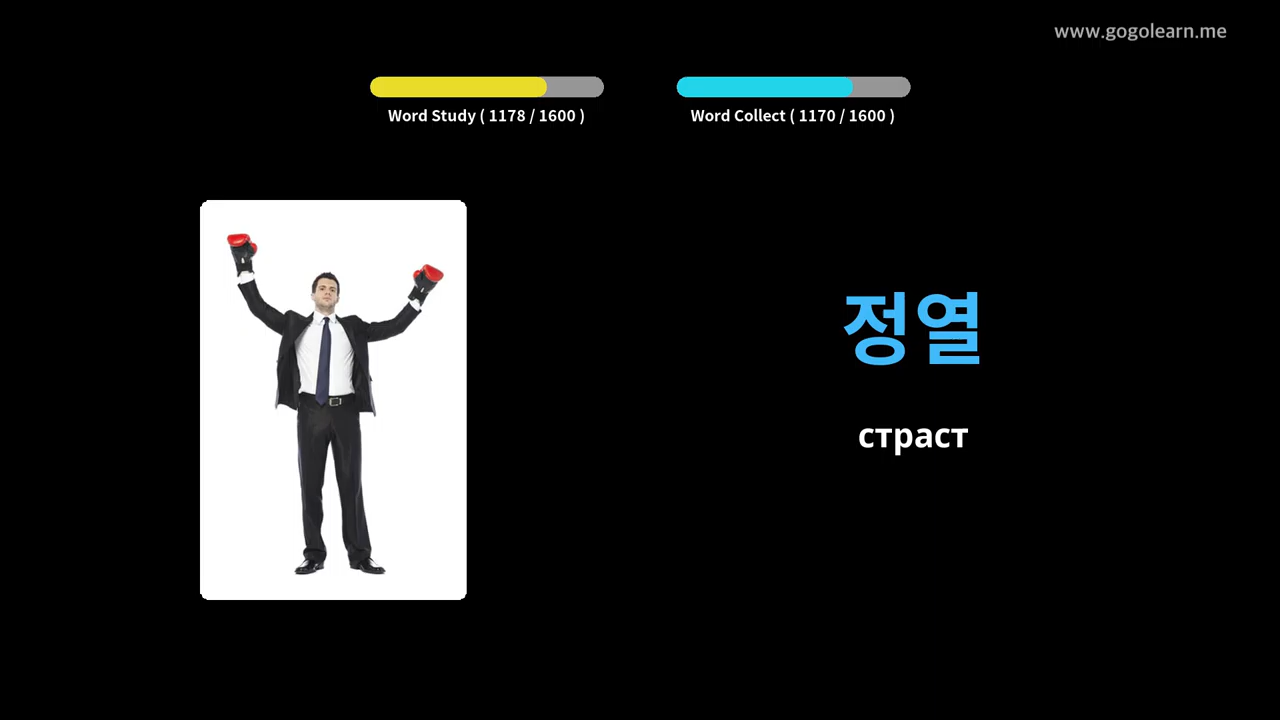 www.gogolearn.me
Word Study ( 1178 / 1600 )
Word Collect ( 1170 / 1600 )
정열
страст